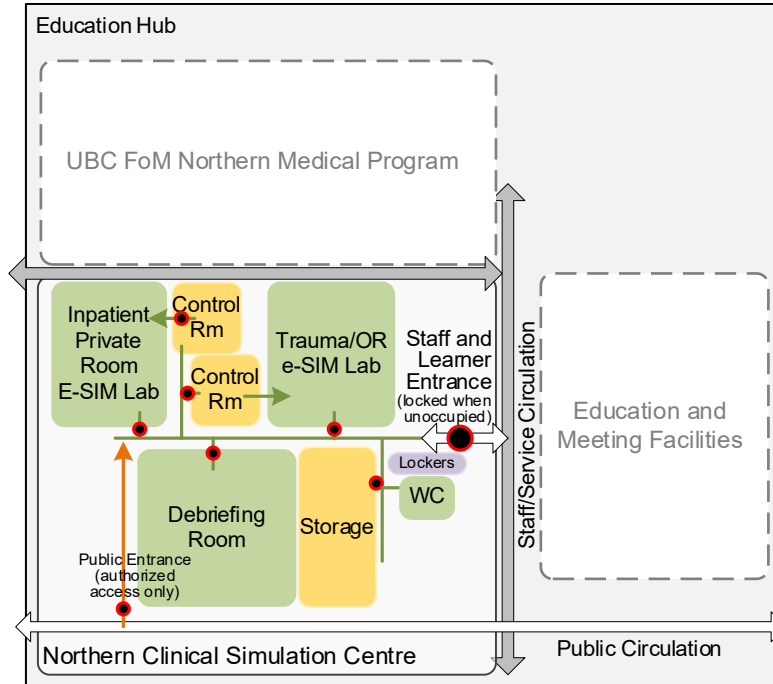 Education Hub
UBC FoM Northern Medical Program
Inpatient
Private
Room
E-SIM Lab
Control
Rm
Control
Rm
Trauma/OR
e-SIM Lab
Staff and
Learner
Entrance
(locked when
unoccupied)
Staff/Service Circulation
Education and
Meeting Facilities
Lockers
WC
Debriefing
Room
Storage
Public Entrance
(authorized
access only)
Public Circulation
Northern Clinical Simulation Centre